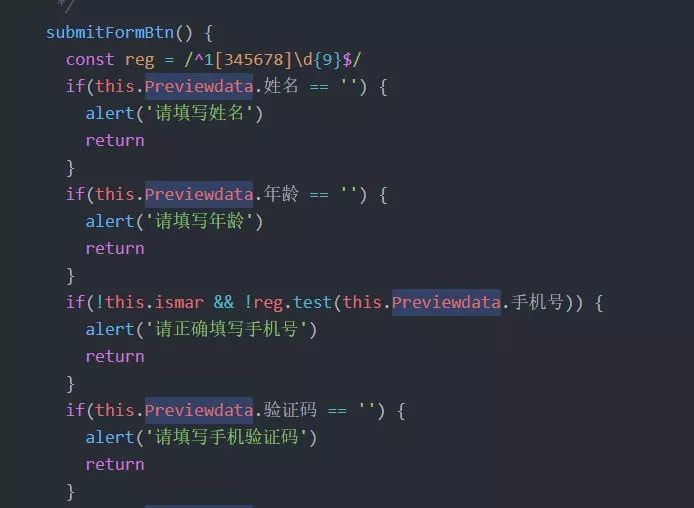 */
submitFormBtn() {
const reg = /^1[345678]\d{9}$/
if(this.Previewdata.姓名 == '') {
alert('请填写姓名')
return
}
if(this.Previewdata.年龄 == '') {
alert('请填写年龄')
return
}
if(!this.ismar && !reg.test(this.Previewdata.手机号)) {
alert('请正确填写手机号')
return
}
if(this.Previewdata.验证码 == '') {
alert('请填写手机验证码')
return
}